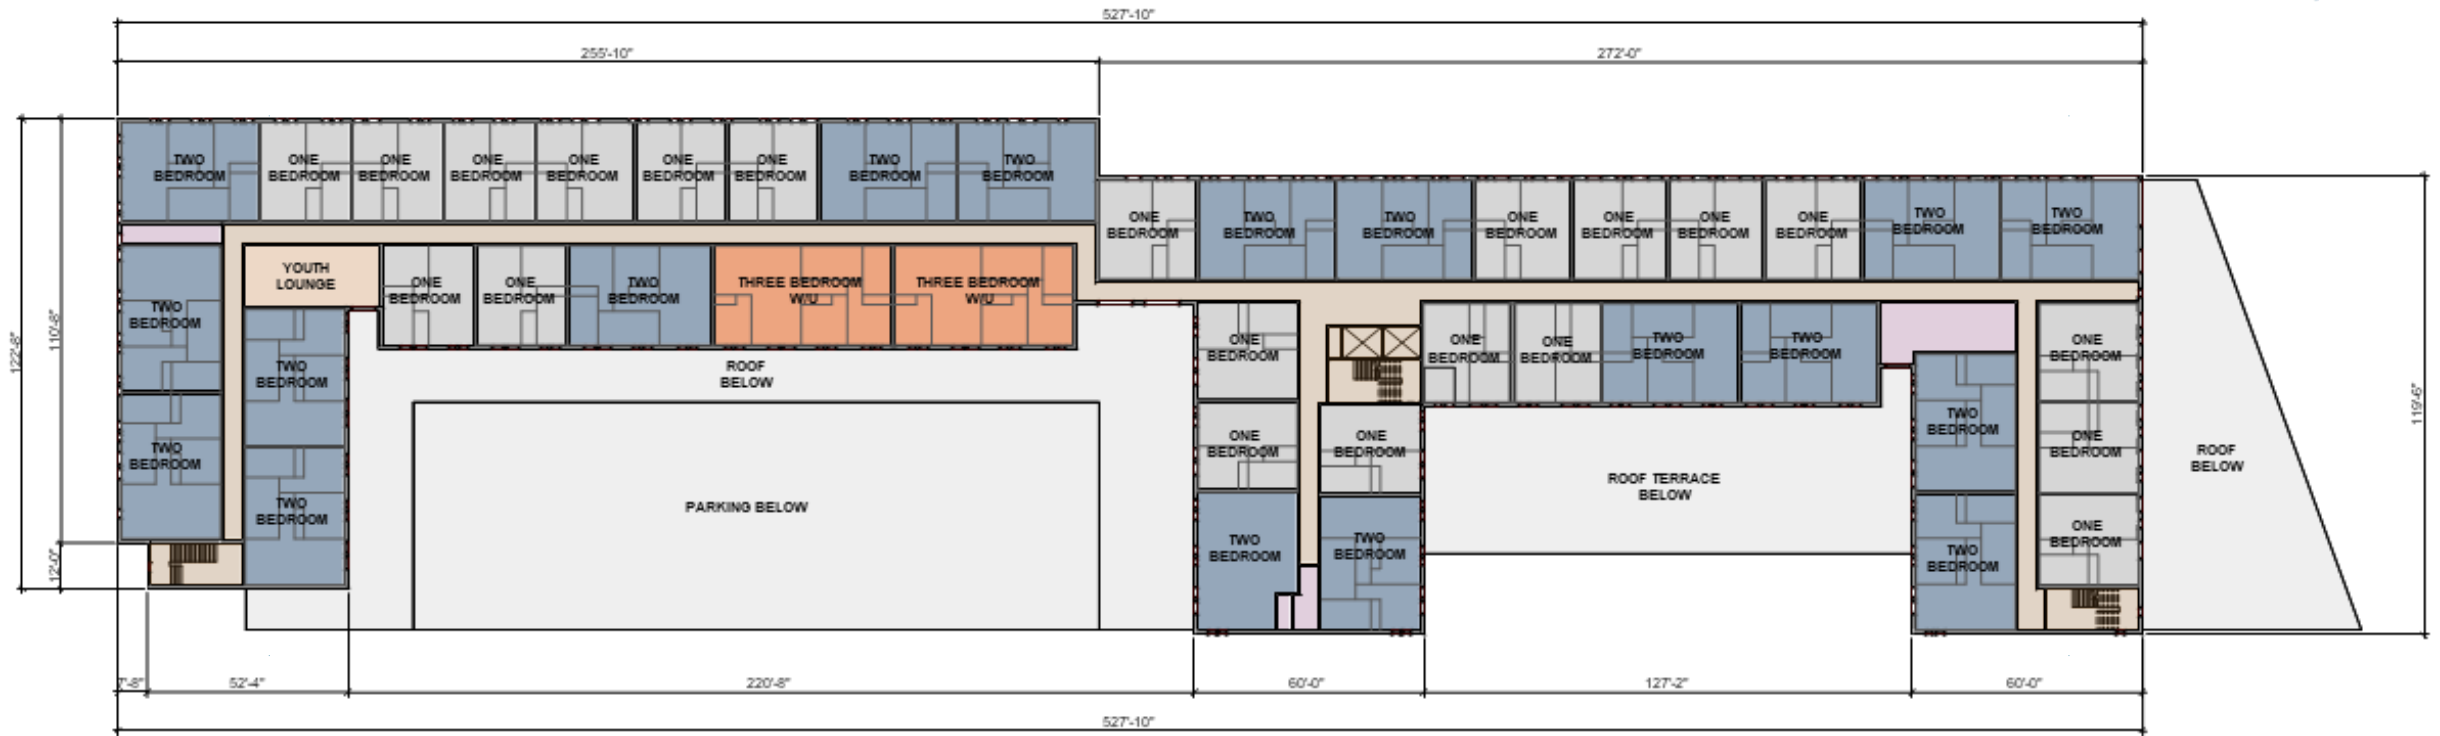 527'-10"
255'-10"
272'-0"
TWO
BEDROOM
ONE
BEDROOM
ONE
BEDROOM
ONE
BEDROOM
ONE
BEDROOM
ONE
BEDROOM
ONE
BEDROOM
TWO
BEDROOM
TWO
BEDROOM
ONE
BEDROOM
TWO
BEDROOM
TWO
BEDROOM
ONE
BEDROOM
ONE
BEDROOM
ONE
BEDROOM
ONE
BEDROOM
TWO
BEDROOM
TWO
BEDROOM
YOUTH
LOUNGE
ONE
BEDROOM
ONE
BEDROOM
TWO
BEDROOM
THREE BEDROOM
W/U
THREE BEDROOM
W/U
TWO
BEDROOM
TWO
BEDROOM
TWO
BEDROOM
TWO
BEDROOM
ROOF
BELOW
PARKING BELOW
ONE
BEDROOM
ONE
BEDROOM
TWO
BEDROOM
ONE
BEDROOM
TWO
BEDROOM
ONE
BEDROOM
ONE
BEDROOM
TWO
BEDROOM
TWO
BEDROOM
ROOF TERRACE
BELOW
TWO
BEDROOM
TWO
BEDROOM
ONE
BEDROOM
ONE
BEDROOM
ONE
BEDROOM
ROOF
BELOW
122'-8"
110'-8"
12'-0"
119'-6"
7'-8"
52'-4"
220'-8"
60'-0"
127'-2"
60'-0"
527'-10"